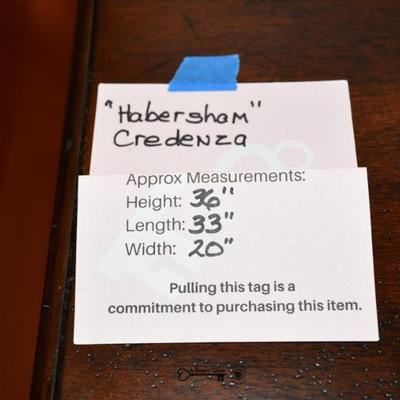 "Habersham"
Credenza
Approx Measurements:
Height: 36"
Length: 33"
Width: 20"
Pulling this tag is a
commitment to purchasing this item.